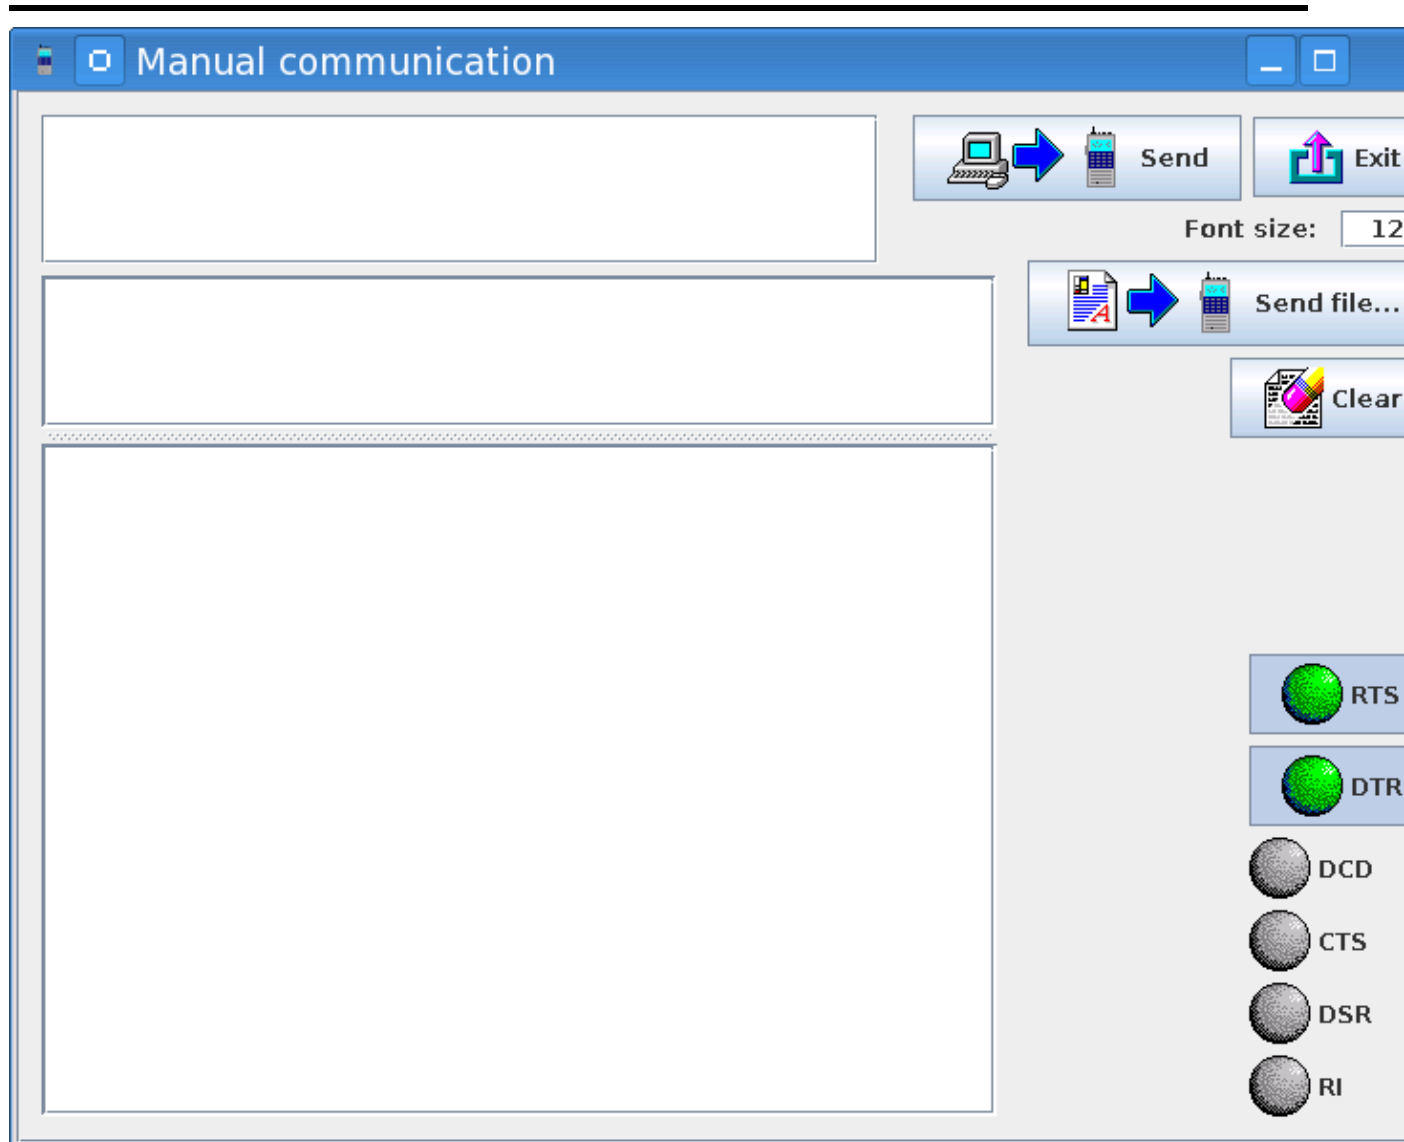 Manual communication
Send
Exit
Font size: 12
Send file...
Clear
RTS
DTR
DCD
CTS
DSR
RI